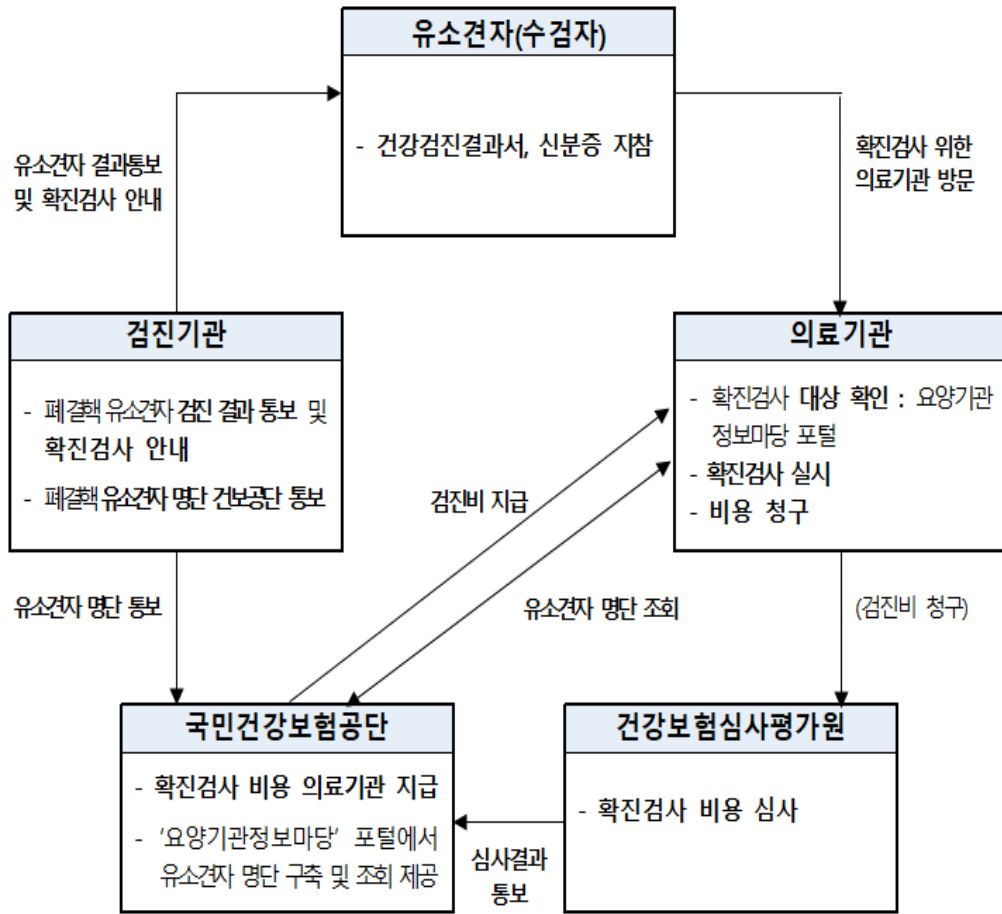 유소견자(수검자)
- 건강검진결과서, 신분증 지참
유소견자 결과통보
및 확진검사 안내
확진검사 위한
의료기관 방문
검진기관
- 폐결핵 유소견자 검진 결과 통보 및
확진검사 안내
- 폐결핵 유소견자 명단 건보공단 통보
의료기관
- 확진검사 대상 확인 : 요양기관
정보마당 포털
- 확진검사 실시
- 비용 청구
검진비 지급
유소견자 명단 통보
유소견자 명단 조회
(검진비 청구)
국민건강보험공단
- 확진검사 비용 의료기관 지급
- ‘요양기관정보마당’ 포털에서
유소견자 명단 구축 및 조회 제공
심사결과
통보
건강보험심사평가원
- 확진검사 비용 심사